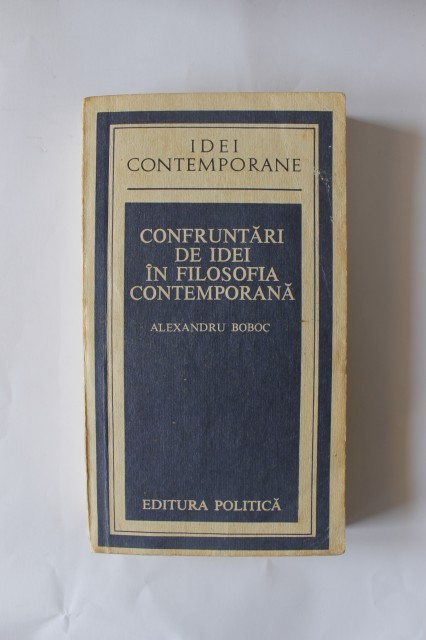 IDEI
CONTEMPORANE
CONFRUNTĂRI
DE IDEI
ÎN FILOSOFIA
CONTEMPORANĂ
ALEXANDRU BOBOC
EDITURA POLITICĂ